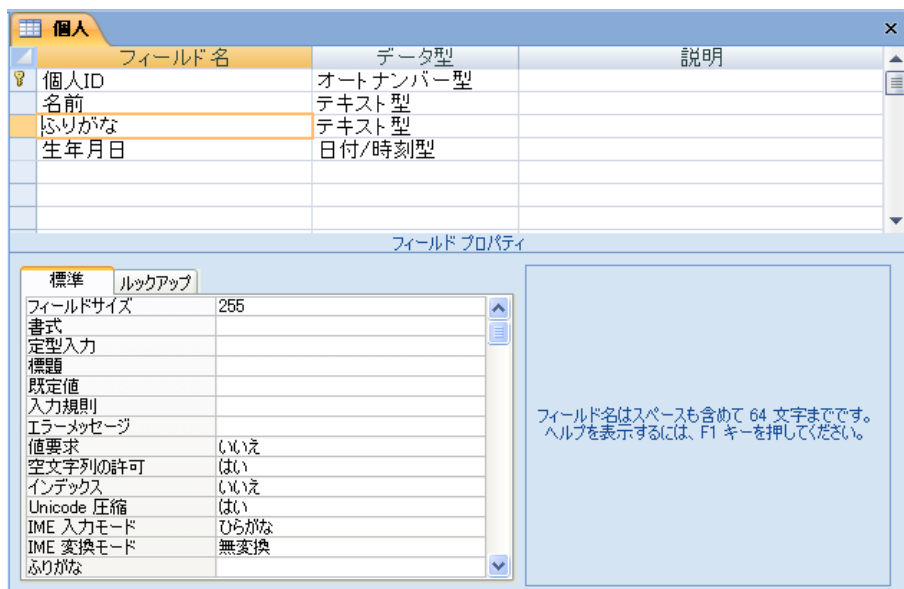 個人
フィールド名 データ型 説明
個人ID オートナンバー型
名前 テキスト型
ふりがな テキスト型
生年月日 日付/時刻型
フィールド プロパティ
標準 ルックアップ
フィールドサイズ 255
書式
定型入力
標題
既定値
入力規則
エラーメッセージ
値要求 いいえ
空文字列の許可 はい
インデックス いいえ
Unicode 圧縮 はい
IME 入力モード ひらがな
IME 変換モード 無変換
ふりがな
フィールド名はスペースも含めて 64 文字までです。
ヘルプを表示するには、F1 キーを押してください。